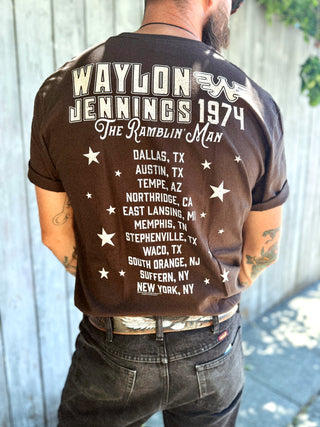 WAYLON
JENNINGS 1974
The Ramblin' Man
DALLAS, TX
AUSTIN, TX
TEMPE, AZ
NORTHRIDGE, CA
EAST LANSING, MI
MEMPHIS, TN
STEPHENVILLE, TX
WACO, TX
SOUTH ORANGE, NJ
SUFFERN, NY
NEW YORK, NY